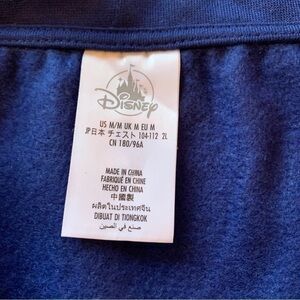 Disney
US M/M UK M EU M
JP日本 チェスト 104-112 2L
CN 180/96A
MADE IN CHINA
FABRIQUÉ EN CHINE
HECHO EN CHINA
中國製
ผลิตในประเทศจีน
DIBUAT DI TIONGKOK
صنع في الصين